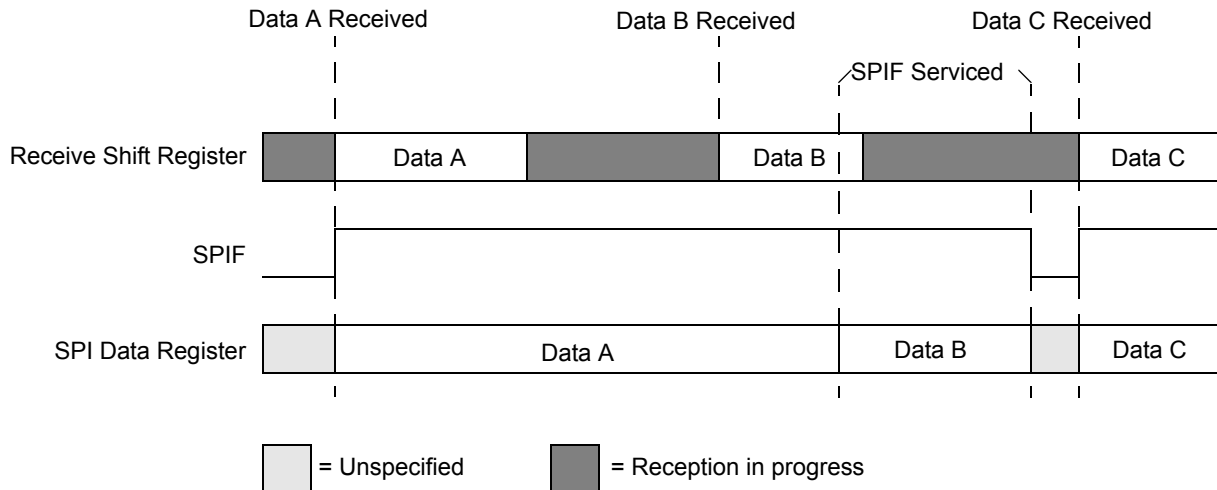 Data A Received
Data B Received
Data C Received
SPIF Serviced
Receive Shift Register
Data A
Data B
Data C
SPIF
SPI Data Register
Data A
Data B
Data C
= Unspecified
= Reception in progress